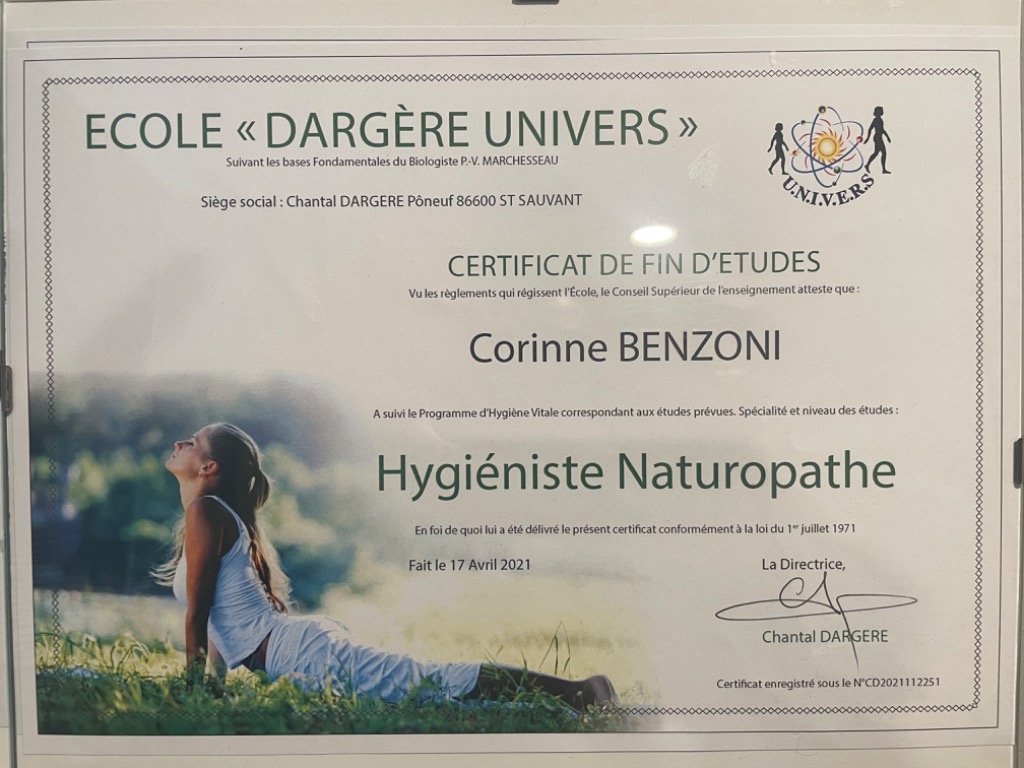 ECOLE « DARGÈRE UNIVERS »
Suivant les bases Fondamentales du Biologiste P.-V. MARCHESSEAU
Siège social : Chantal DARGERE Pôneuf 86600 ST SAUVANT
U.N.I.V.E.R.S
CERTIFICAT DE FIN D'ETUDES
Vu les règlements qui régissent l'École, le Conseil Supérieur de l'enseignement atteste que :
Corinne BENZONI
A suivi le Programme d'Hygiène Vitale correspondant aux études prévues. Spécialité et niveau des études :
Hygiéniste Naturopathe
En foi de quoi lui a été délivré le présent certificat conformément à la loi du 1er juillet 1971
Fait le 17 Avril 2021
La Directrice,
Chantal DARGERE
Certificat enregistré sous le N°CD2021112251